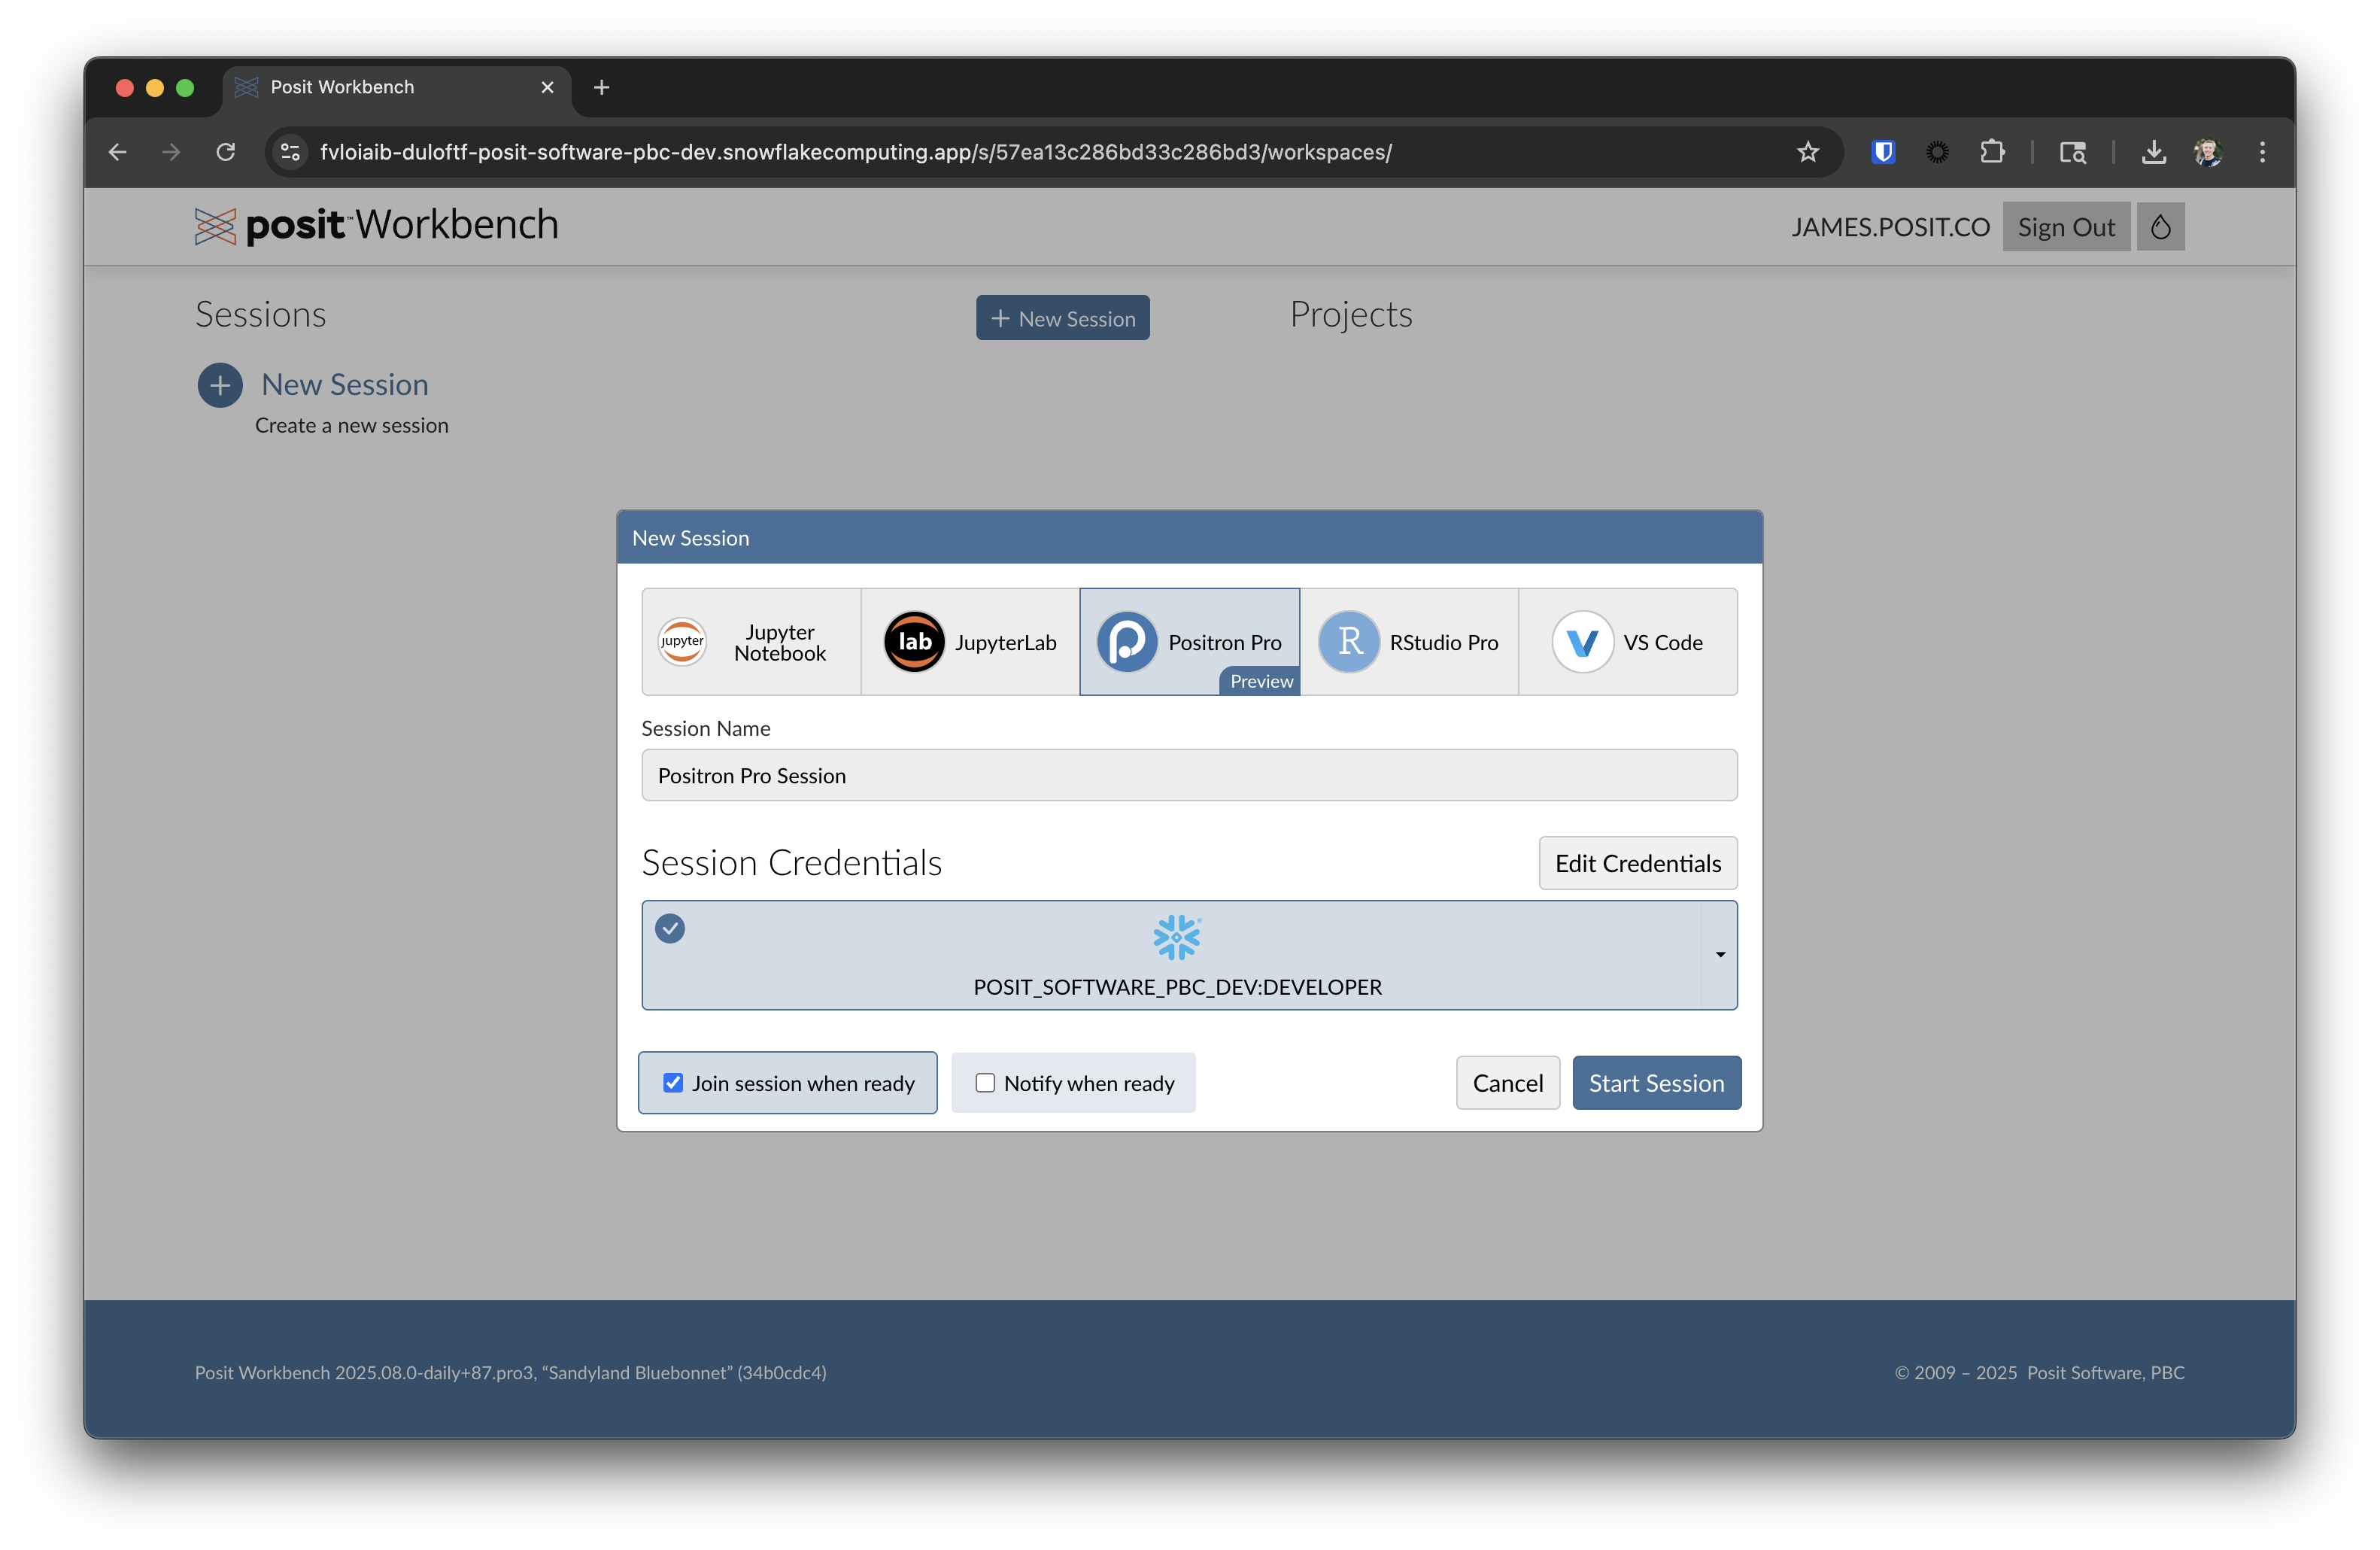 Posit Workbench
fvloiaib-duloftf-posit-software-pbc-dev.snowflakecomputing.app/s/57ea13c286bd33c286bd3/workspaces/
posit™ Workbench
JAMES.POSIT.CO
Sign Out
Sessions
New Session
Projects
New Session
Create a new session
New Session
jupyter
Jupyter
Notebook
lab
JupyterLab
Positron Pro
Preview
R
RStudio Pro
VS Code
Session Name
Positron Pro Session
Session Credentials
Edit Credentials
POSIT_SOFTWARE_PBC_DEV:DEVELOPER
Join session when ready
Notify when ready
Cancel
Start Session
Posit Workbench 2025.08.0-daily+87.pro3, “Sandyland Bluebonnet” (34b0cdc4)
© 2009 – 2025 Posit Software, PBC